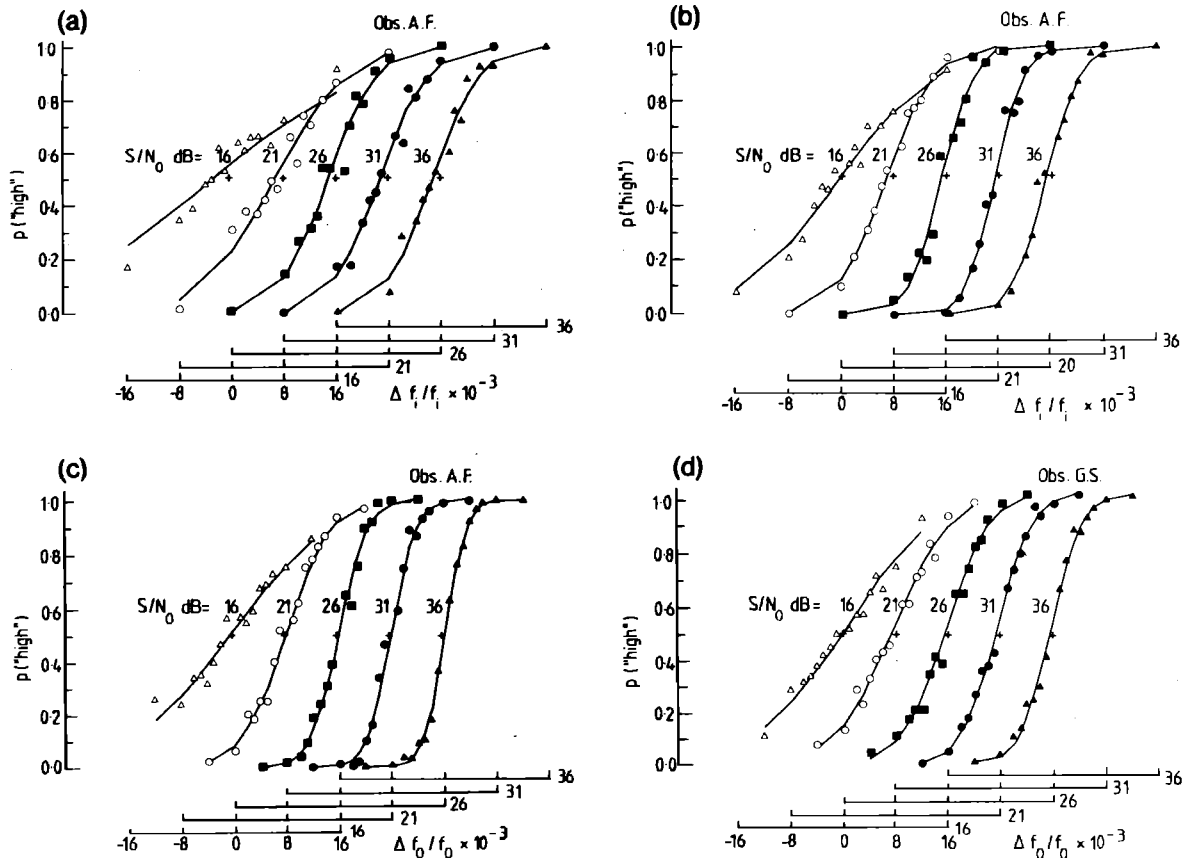 (a)
Obs. A.F.
1·0
0·8
0·6
0·4
0·2
0·0
p ("high")
S/N₀ dB= 16 21 26 31 36
36
31
26
21
16
-16 -8 0 8 16 Δ fᵢ/fᵢ × 10⁻³
(b)
Obs. A.F.
1·0
0·8
0·6
0·4
0·2
0·0
p ("high")
S/N₀ dB= 16 21 26 31 36
36
31
20
21
16
-16 -8 0 8 16 Δ fᵢ/fᵢ × 10⁻³
(c)
Obs. A.F.
1·0
0·8
0·6
0·4
0·2
0·0
p ("high")
S/N₀ dB= 16 21 26 31 36
36
31
26
21
16
-16 -8 0 8 16 Δ f₀/f₀ × 10⁻³
(d)
Obs. G.S.
1·0
0·8
0·6
0·4
0·2
0·0
p ("high")
S/N₀ dB= 16 21 26 31 36
36
31
26
21
16
-16 -8 0 8 16 Δ f₀/f₀ × 10⁻³